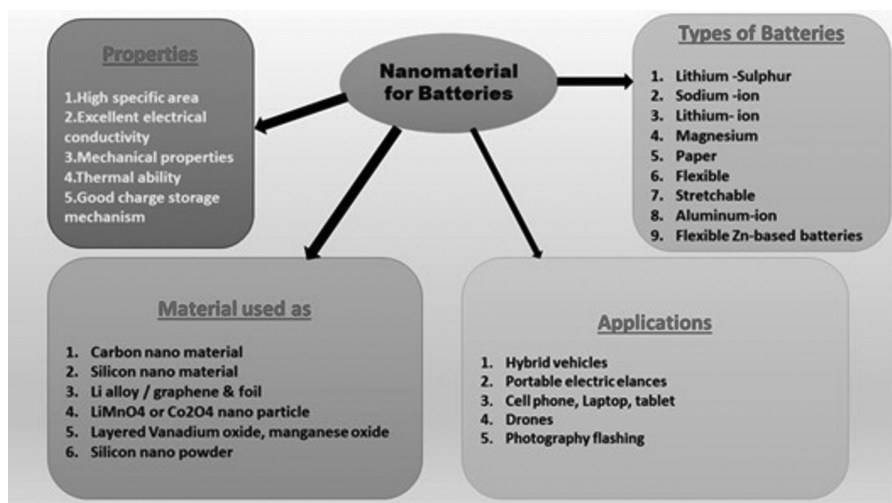 Nanomaterial
for Batteries
Properties
1.High specific area
2.Excellent electrical
conductivity
3.Mechanical properties
4.Thermal ability
5.Good charge storage
mechanism
Types of Batteries
1. Lithium -Sulphur
2. Sodium -ion
3. Lithium- ion
4. Magnesium
5. Paper
6. Flexible
7. Stretchable
8. Aluminum-ion
9. Flexible Zn-based batteries
Material used as
1. Carbon nano material
2. Silicon nano material
3. Li alloy / graphene & foil
4. LiMnO4 or Co2O4 nano particle
5. Layered Vanadium oxide, manganese oxide
6. Silicon nano powder
Applications
1. Hybrid vehicles
2. Portable electric elances
3. Cell phone, Laptop, tablet
4. Drones
5. Photography flashing